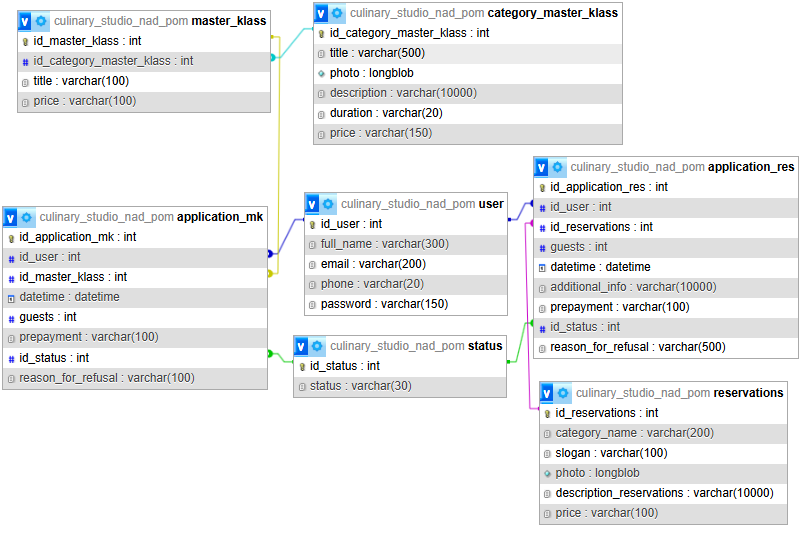 culinary_studio_nad_pom master_klass
id_master_klass : int
id_category_master_klass : int
title : varchar(100)
price : varchar(100)
culinary_studio_nad_pom category_master_klass
id_category_master_klass : int
title : varchar(500)
photo : longblob
description : varchar(10000)
duration : varchar(20)
price : varchar(150)
culinary_studio_nad_pom application_mk
id_application_mk : int
id_user : int
id_master_klass : int
datetime : datetime
guests : int
prepayment : varchar(100)
id_status : int
reason_for_refusal : varchar(100)
culinary_studio_nad_pom user
id_user : int
full_name : varchar(300)
email : varchar(200)
phone : varchar(20)
password : varchar(150)
culinary_studio_nad_pom status
id_status : int
status : varchar(30)
culinary_studio_nad_pom application_res
id_application_res : int
id_user : int
id_reservations : int
guests : int
datetime : datetime
additional_info : varchar(10000)
prepayment : varchar(100)
id_status : int
reason_for_refusal : varchar(500)
culinary_studio_nad_pom reservations
id_reservations : int
category_name : varchar(200)
slogan : varchar(100)
photo : longblob
description_reservations : varchar(10000)
price : varchar(100)